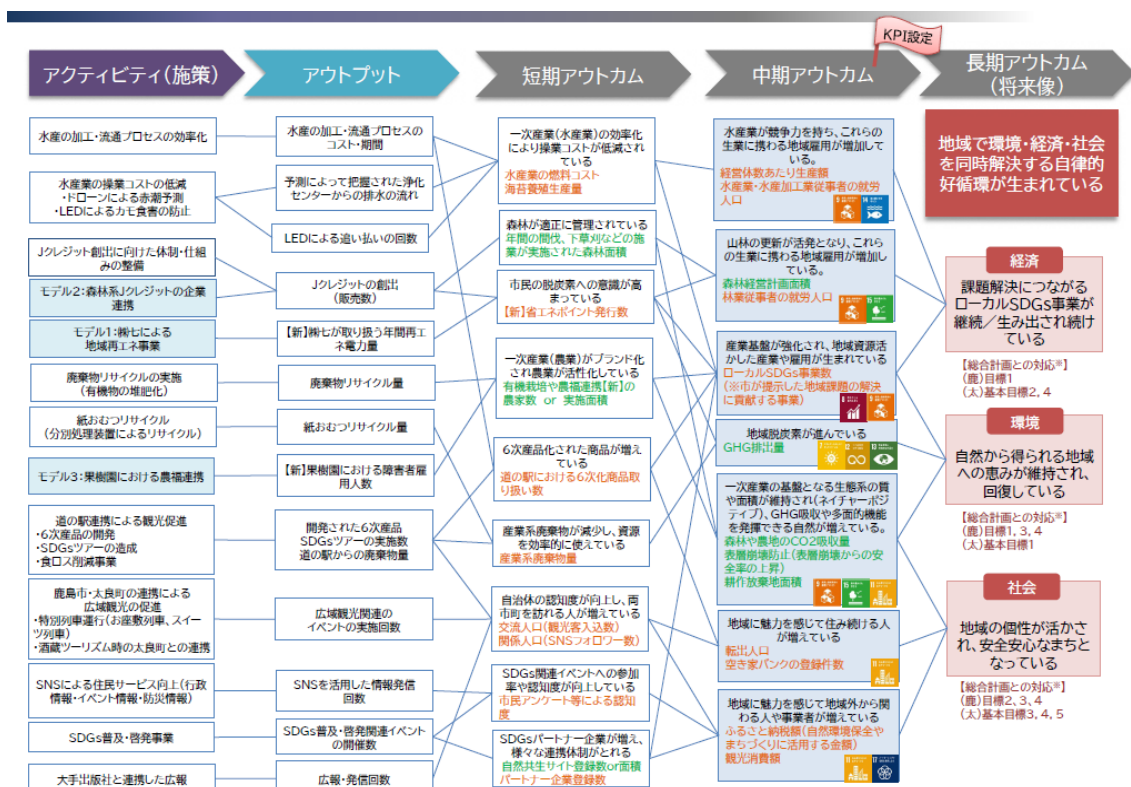 KPI設定
アクティビティ(施策)
アウトプット
短期アウトカム
中期アウトカム
長期アウトカム
(将来像)
水産の加工・流通プロセスの効率化
水産業の操業コストの低減
・ドローンによる赤潮予測
・LEDによるカモ食害の防止
Jクレジット創出に向けた体制・仕組
みの整備
モデル2:森林系Jクレジットの企業
連携
モデル1:㈱七による
地域再エネ事業
廃棄物リサイクルの実施
(有機物の堆肥化)
紙おむつリサイクル
(分別処理装置によるリサイクル)
モデル3:果樹園における農福連携
道の駅連携による観光促進
・6次産品の開発
・SDGsツアーの造成
・食ロス削減事業
鹿島市・太良町の連携による
広域観光の促進
・特別列車運行(お座敷列車、スイー
ツ列車)
・酒蔵ツーリズム時の太良町との連携
SNSによる住民サービス向上(行政
情報・イベント情報・防災情報)
SDGs普及・啓発事業
大手出版社と連携した広報
水産の加工・流通プロセスの
コスト・期間
予測によって把握された浄化
センターからの排水の流れ
LEDによる追い払いの回数
Jクレジットの創出
(販売数)
【新】㈱七が取り扱う年間再エ
ネ電力量
廃棄物リサイクル量
紙おむつリサイクル量
【新】果樹園における障害者雇
用人数
開発された6次産品
SDGsツアーの実施数
道の駅からの廃棄物量
広域観光関連の
イベントの実施回数
SNSを活用した情報発信
回数
SDGs普及・啓発関連イベント
の開催数
広報・発信回数
一次産業(水産業)の効率化
により操業コストが低減されて
いる
水産業の燃料コスト
海苔養殖生産量
森林が適正に管理されている
年間の間伐、下草刈などの施
業が実施された森林面積
市民の脱炭素への意識が高
まっている
【新】省エネポイント発行数
一次産業(農業)がブランド化
され農業が活性化している
有機栽培や農福連携【新】の
農家数 or 実施面積
6次産品化された商品が増え
ている
道の駅における6次化商品取
り扱い数
産業系廃棄物が減少し、資源
を効率的に使えている
産業系廃棄物量
自治体の認知度が向上し、両
市町を訪れる人が増えている
交流人口(観光客入込数)
関係人口(SNSフォロワー数)
SDGs関連イベントへの参加
率や認知度が向上している
市民アンケート等による認知
度
SDGsパートナー企業が増え、
様々な連携体制がとれる
自然共生サイト登録数or面積
パートナー企業登録数
水産業が競争力を持ち、これらの
生業に携わる地域雇用が増加して
いる。
経営体数あたり生産額
水産業・水産加工業従事者の就労
人口
山林の更新が活発となり、これら
の生業に携わる地域雇用が増加
している。
森林経営計画面積
林業従事者の就労人口
産業基盤が強化され、地域資源
活かした産業や雇用が生まれている
ローカルSDGs事業数
(※市が提示した地域課題の解決
に貢献する事業)
地域脱炭素が進んでいる
GHG排出量
一次産業の基盤となる生態系の質
や面積が維持され(ネイチャーポジ
ティブ)、GHG吸収や多面的機能
を発揮できる自然が増えている。
森林や農地のCO2吸収量
表層崩壊防止(表層崩壊からの安
全率の上昇)
耕作放棄地面積
地域に魅力を感じて住み続ける人
が増えている
転出人口
空き家バンクの登録件数
地域に魅力を感じて地域外から関
わる人や事業者が増えている
ふるさと納税額(自然環境保全や
まちづくりに活用する金額)
観光消費額
地域で環境・経済・社会
を同時解決する自律的
好循環が生まれている
経済
課題解決につながる
ローカルSDGs事業が
継続/生み出され続けて
いる
【総合計画との対応※】
(鹿)目標1
(太)基本目標2, 4
環境
自然から得られる地域
への恵みが維持され、
回復している
【総合計画との対応※】
(鹿)目標1, 3, 4
(太)基本目標1
社会
地域の個性が活かさ
れ、安全安心なまちと
なっている
【総合計画との対応※】
(鹿)目標2, 3, 4
(太)基本目標3, 4, 5